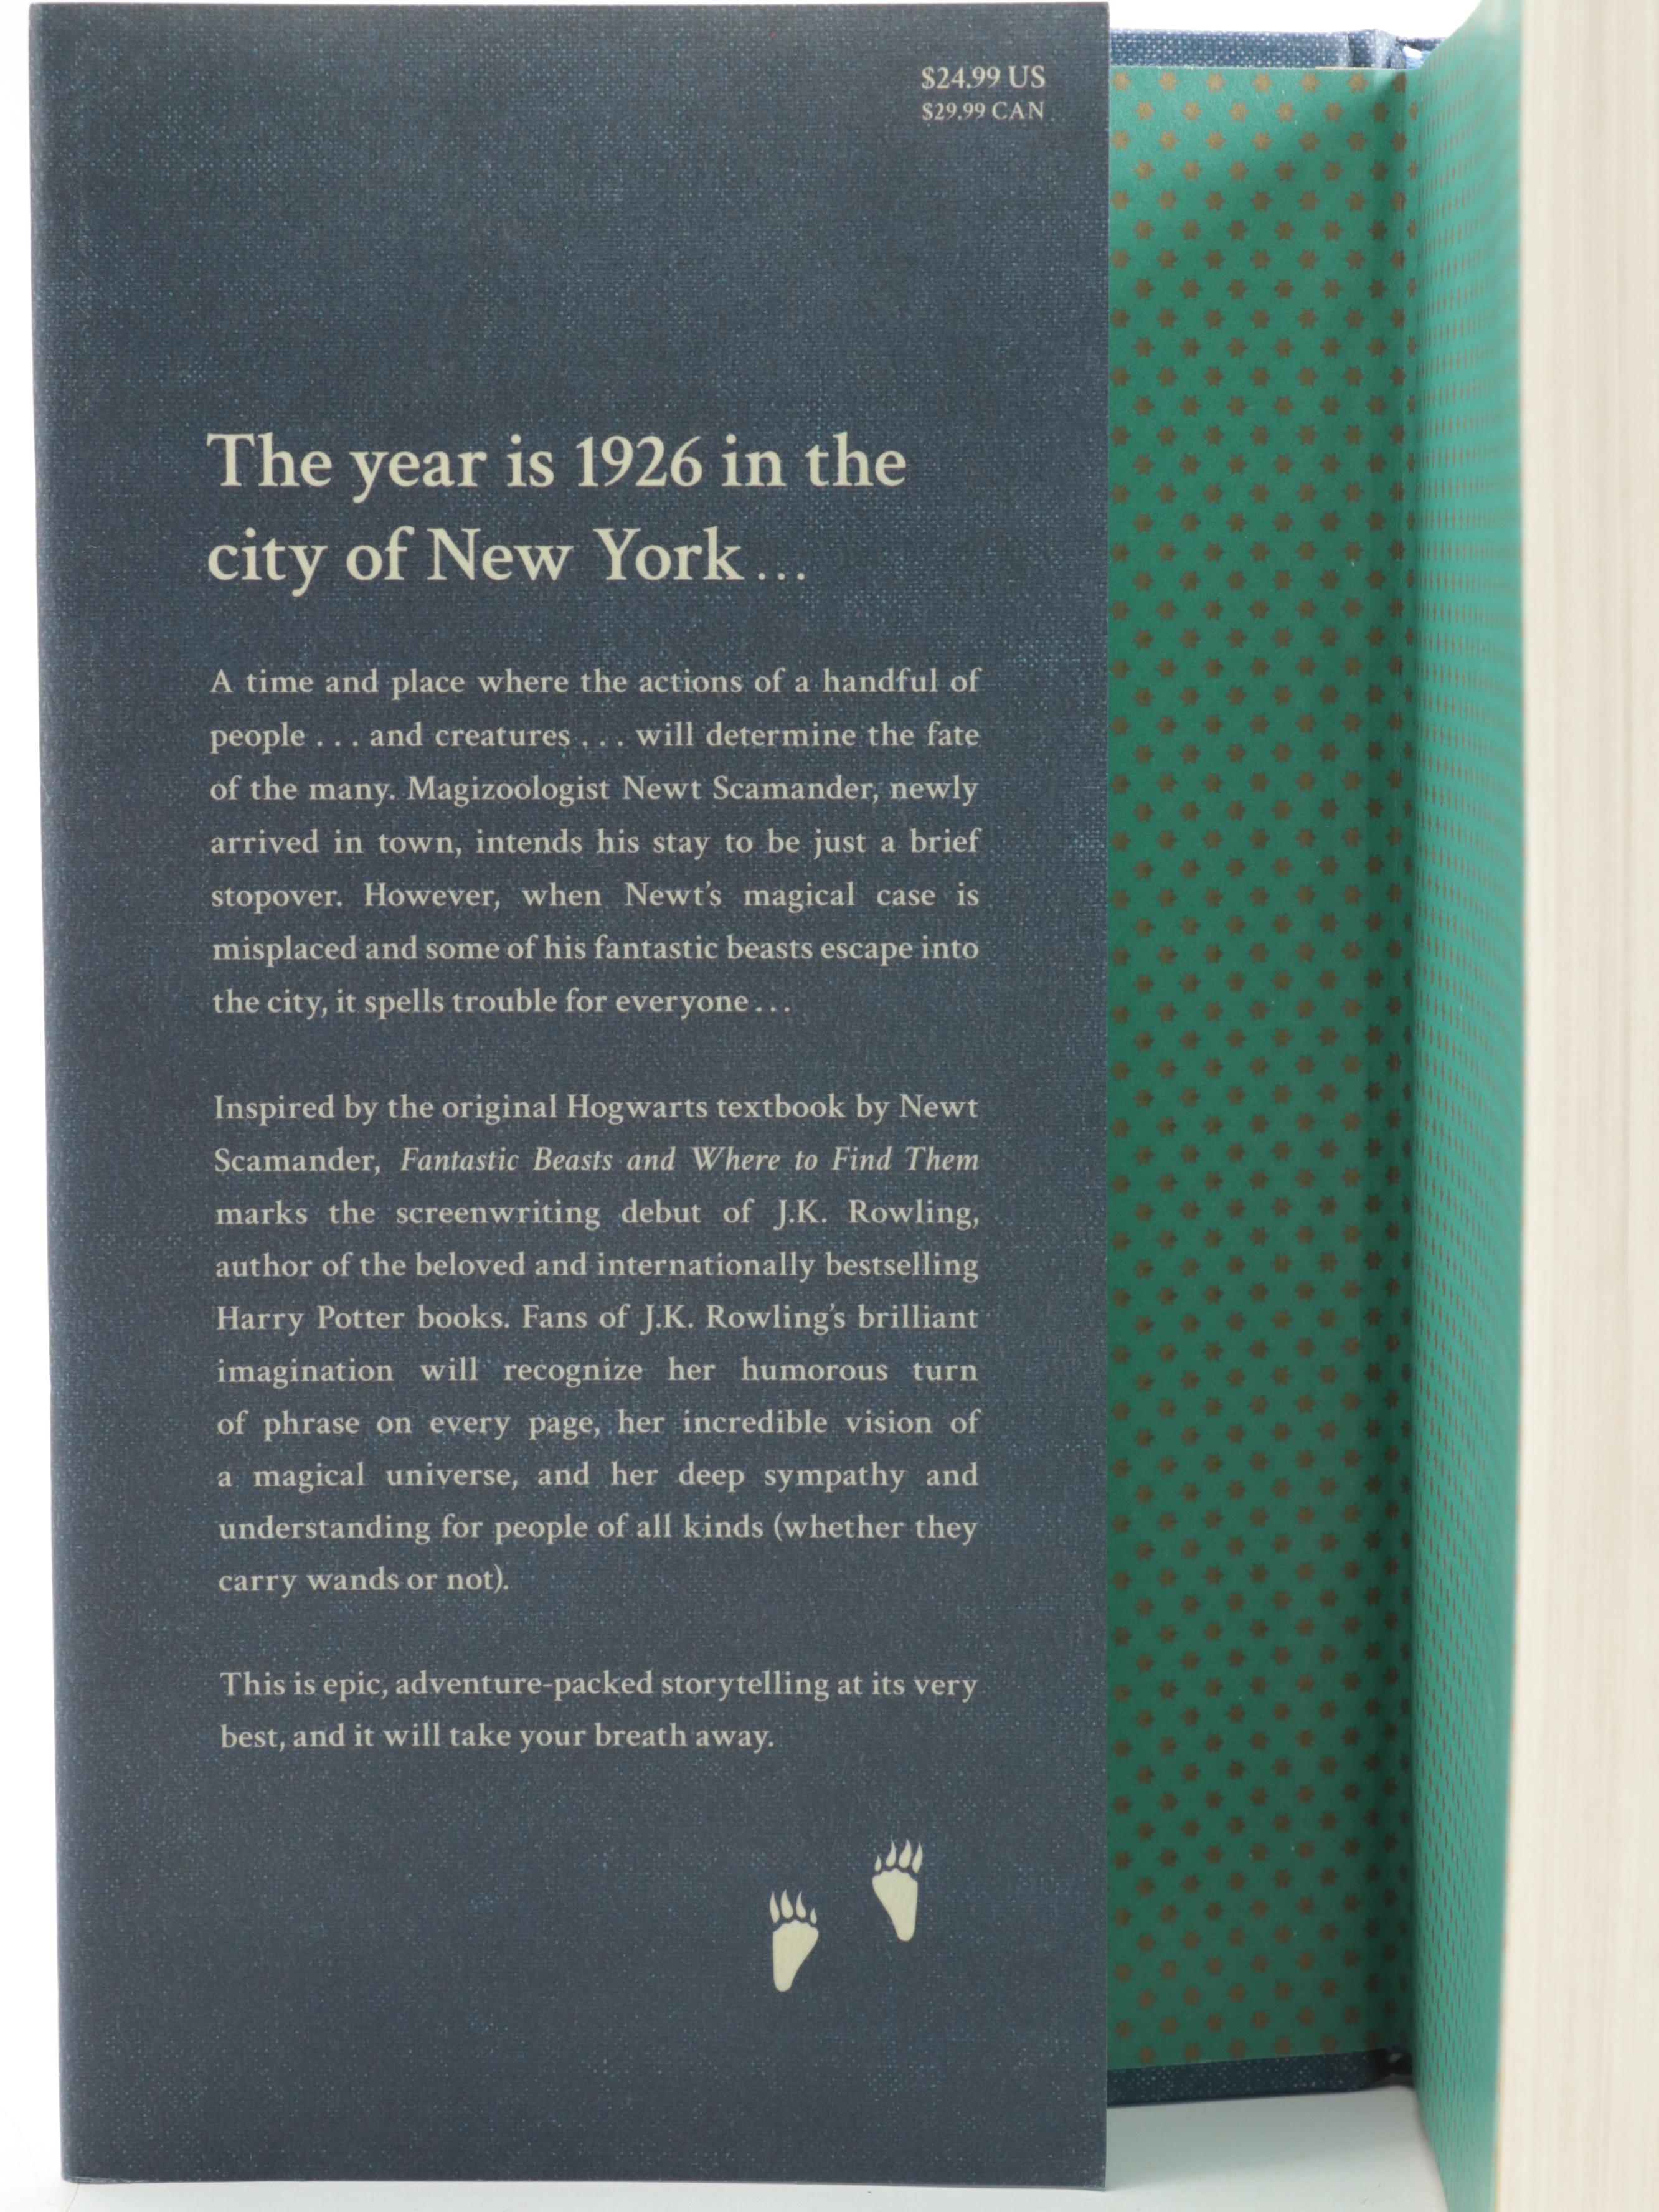 $24.99 US
$29.99 CAN
The year is 1926 in the
city of New York...
A time and place where the actions of a handful of
people . . . and creatures . . . will determine the fate
of the many. Magizoologist Newt Scamander, newly
arrived in town, intends his stay to be just a brief
stopover. However, when Newt’s magical case is
misplaced and some of his fantastic beasts escape into
the city, it spells trouble for everyone...
Inspired by the original Hogwarts textbook by Newt
Scamander, Fantastic Beasts and Where to Find Them
marks the screenwriting debut of J.K. Rowling,
author of the beloved and internationally bestselling
Harry Potter books. Fans of J.K. Rowling’s brilliant
imagination will recognize her humorous turn
of phrase on every page, her incredible vision of
a magical universe, and her deep sympathy and
understanding for people of all kinds (whether they
carry wands or not).
This is epic, adventure-packed storytelling at its very
best, and it will take your breath away.